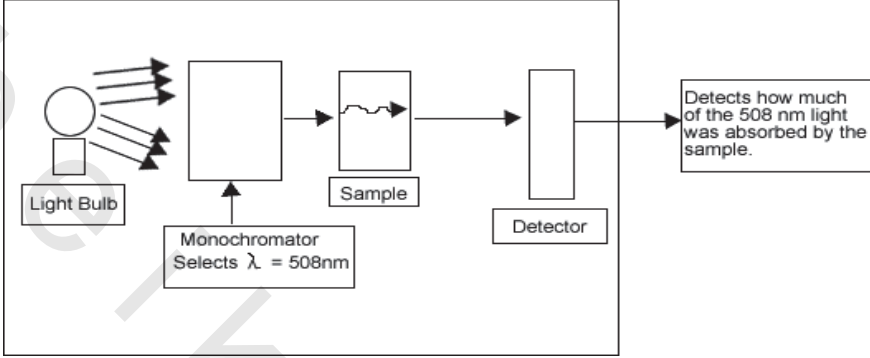 Light Bulb
Monochromator
Selects λ = 508nm
Sample
Detector
Detects how much
of the 508 nm light
was absorbed by the
sample.